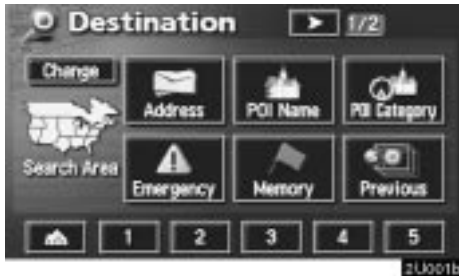 Destination 1/2
Change
Address POI Name POI Category
Search Area
Emergency Memory Previous
1 2 3 4 5
2U001b